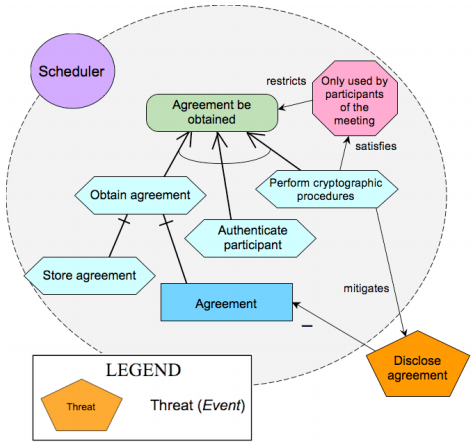 Scheduler
restricts
Only used by
participants
of the
meeting
Agreement be
obtained
satisfies
Obtain agreement
Perform cryptographic
procedures
Authenticate
participant
Store agreement
Agreement
mitigates
Disclose
agreement
LEGEND
Threat
Threat (Event)